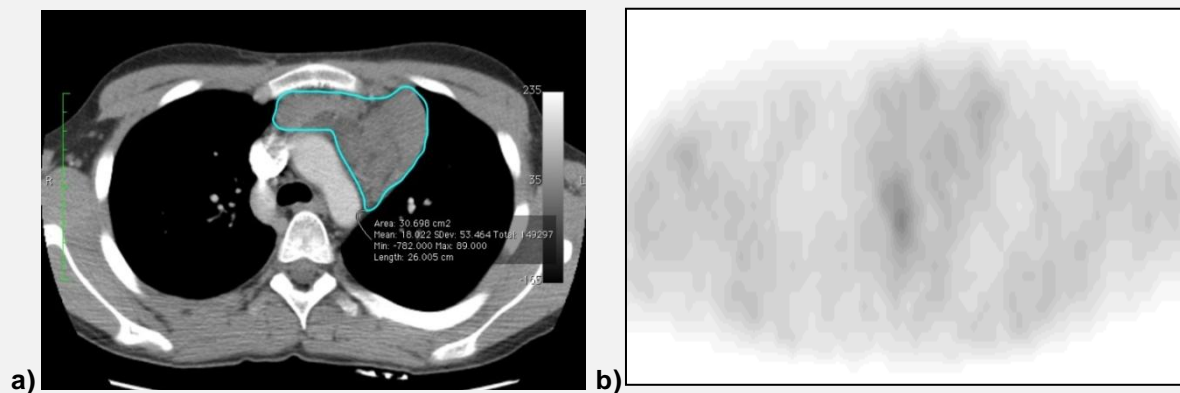 235
R
35
L
Area: 30.698 cm2
Mean: 18.022 SDev: 53.464 Total: 149297
Min: -782.000 Max: 89.000
Length: 26.005 cm
-165
a)
b)